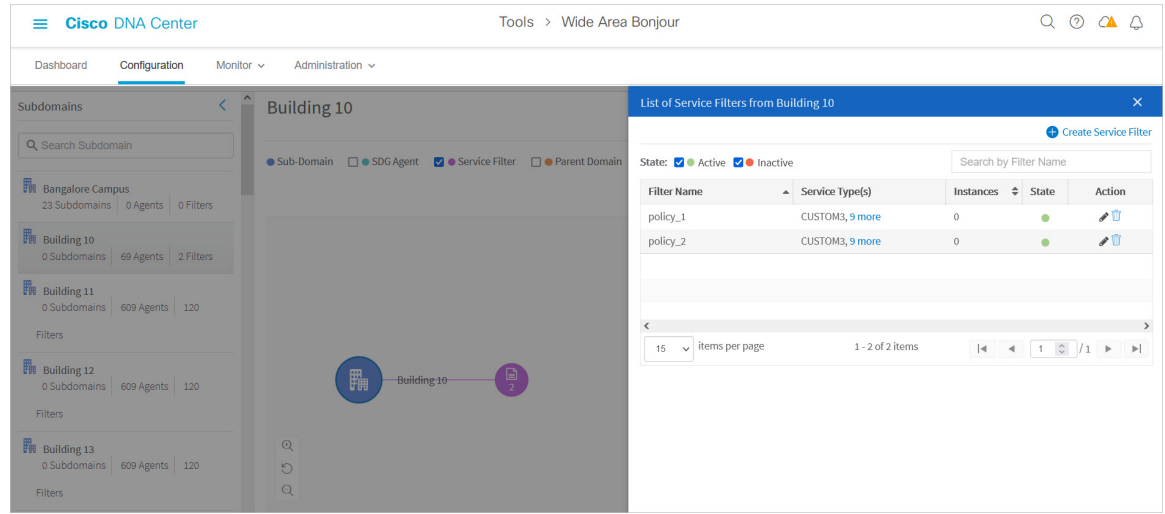 Cisco DNA Center
Tools > Wide Area Bonjour
Dashboard Configuration Monitor Administration
Subdomains
Search Subdomain
Bangalore Campus
23 Subdomains 0 Agents 0 Filters
Building 10
0 Subdomains 69 Agents 2 Filters
Building 11
0 Subdomains 609 Agents 120
Filters
Building 12
0 Subdomains 609 Agents 120
Filters
Building 13
0 Subdomains 609 Agents 120
Filters
Building 10
Sub-Domain SDG Agent Service Filter Parent Domain
Building 10
2
List of Service Filters from Building 10
Create Service Filter
State: Active Inactive Search by Filter Name
Filter Name Service Type(s) Instances State Action
policy_1 CUSTOM3, 9 more 0
policy_2 CUSTOM3, 9 more 0
15 items per page 1 - 2 of 2 items 1 / 1